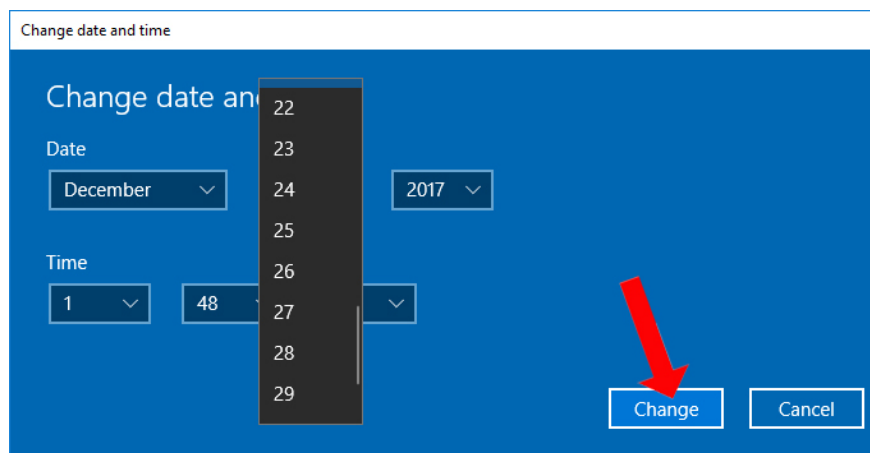 Change date and time
Change date an
22
Date
23
December
24
2017
25
Time
26
1
48
27
28
29
Change
Cancel